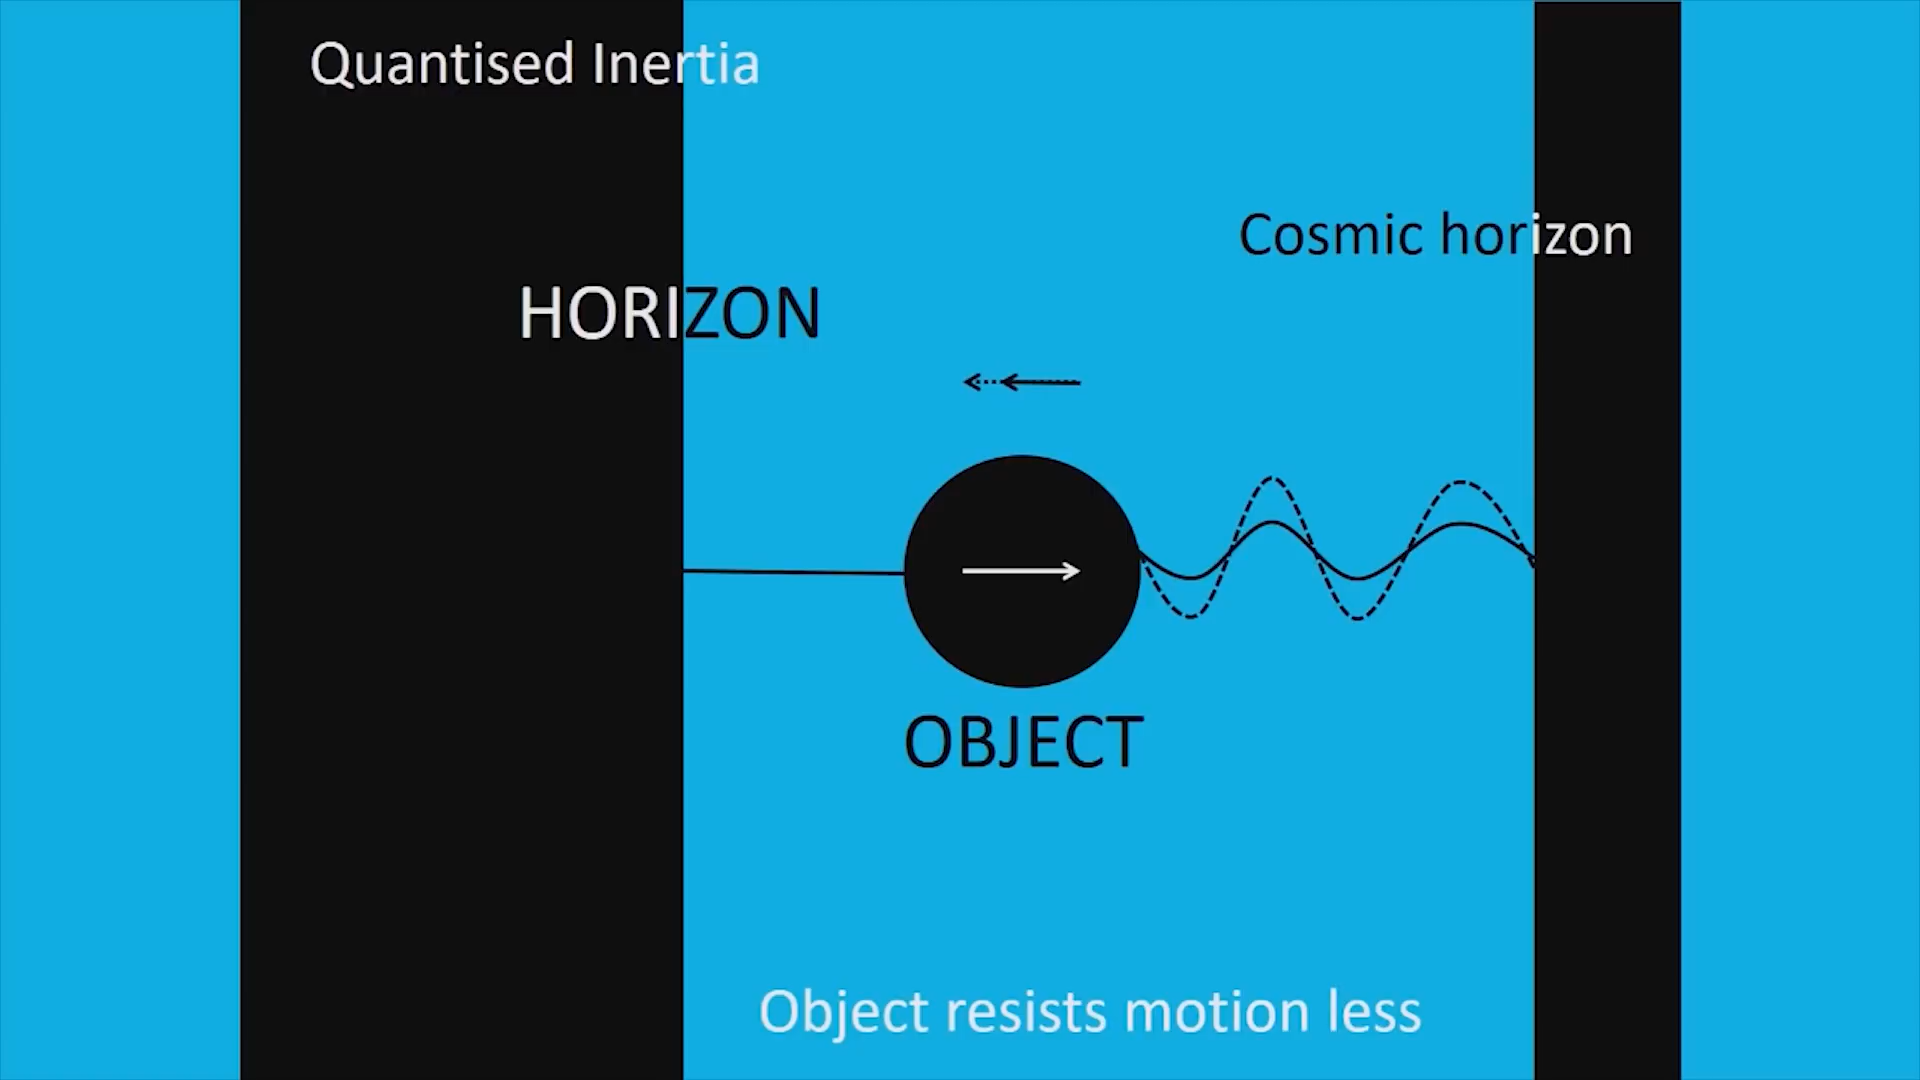 Quantised Inertia
Cosmic horizon
HORIZON
OBJECT
Object resists motion less